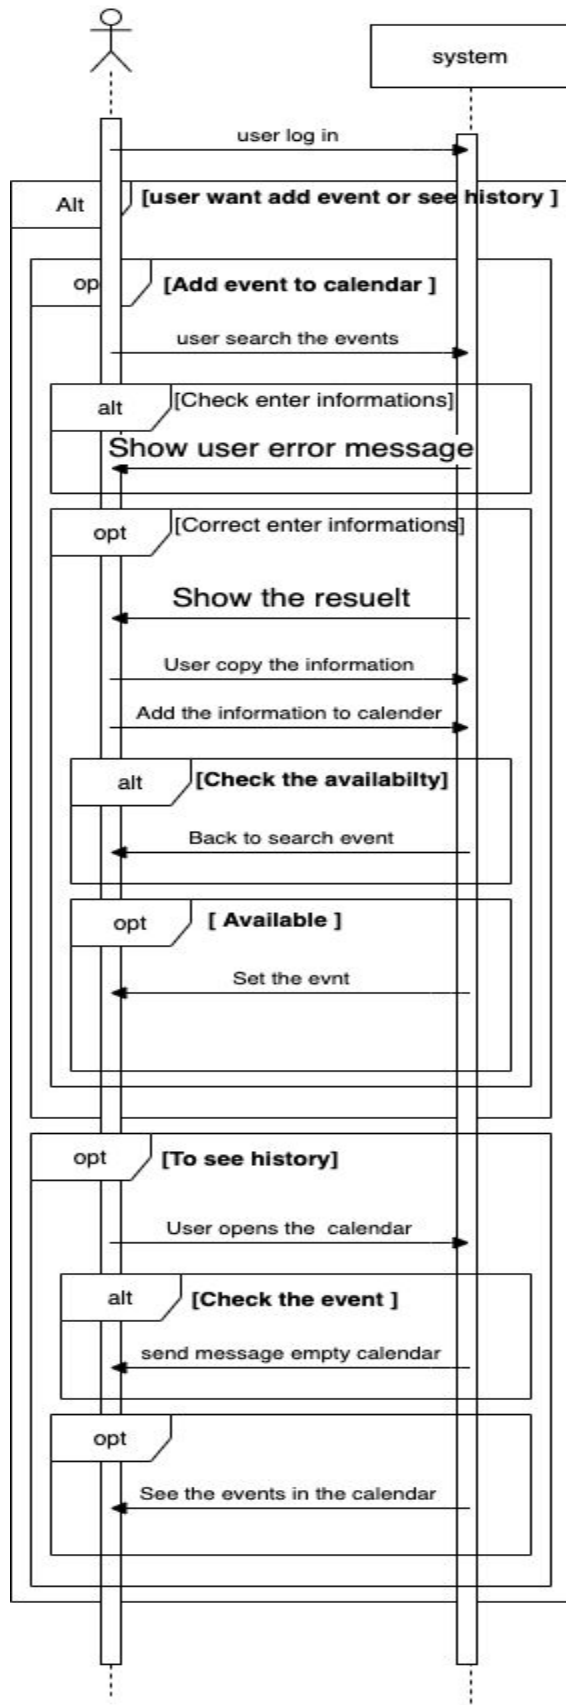 system
user log in
Alt
[user want add event or see history ]
op
[Add event to calendar ]
user search the events
alt
[Check enter informations]
Show user error message
opt
[Correct enter informations]
Show the resuelt
User copy the information
Add the information to calender
alt
[Check the availabilty]
Back to search event
opt
[ Available ]
Set the evnt
opt
[To see history]
User opens the calendar
alt
[Check the event ]
send message empty calendar
opt
See the events in the calendar